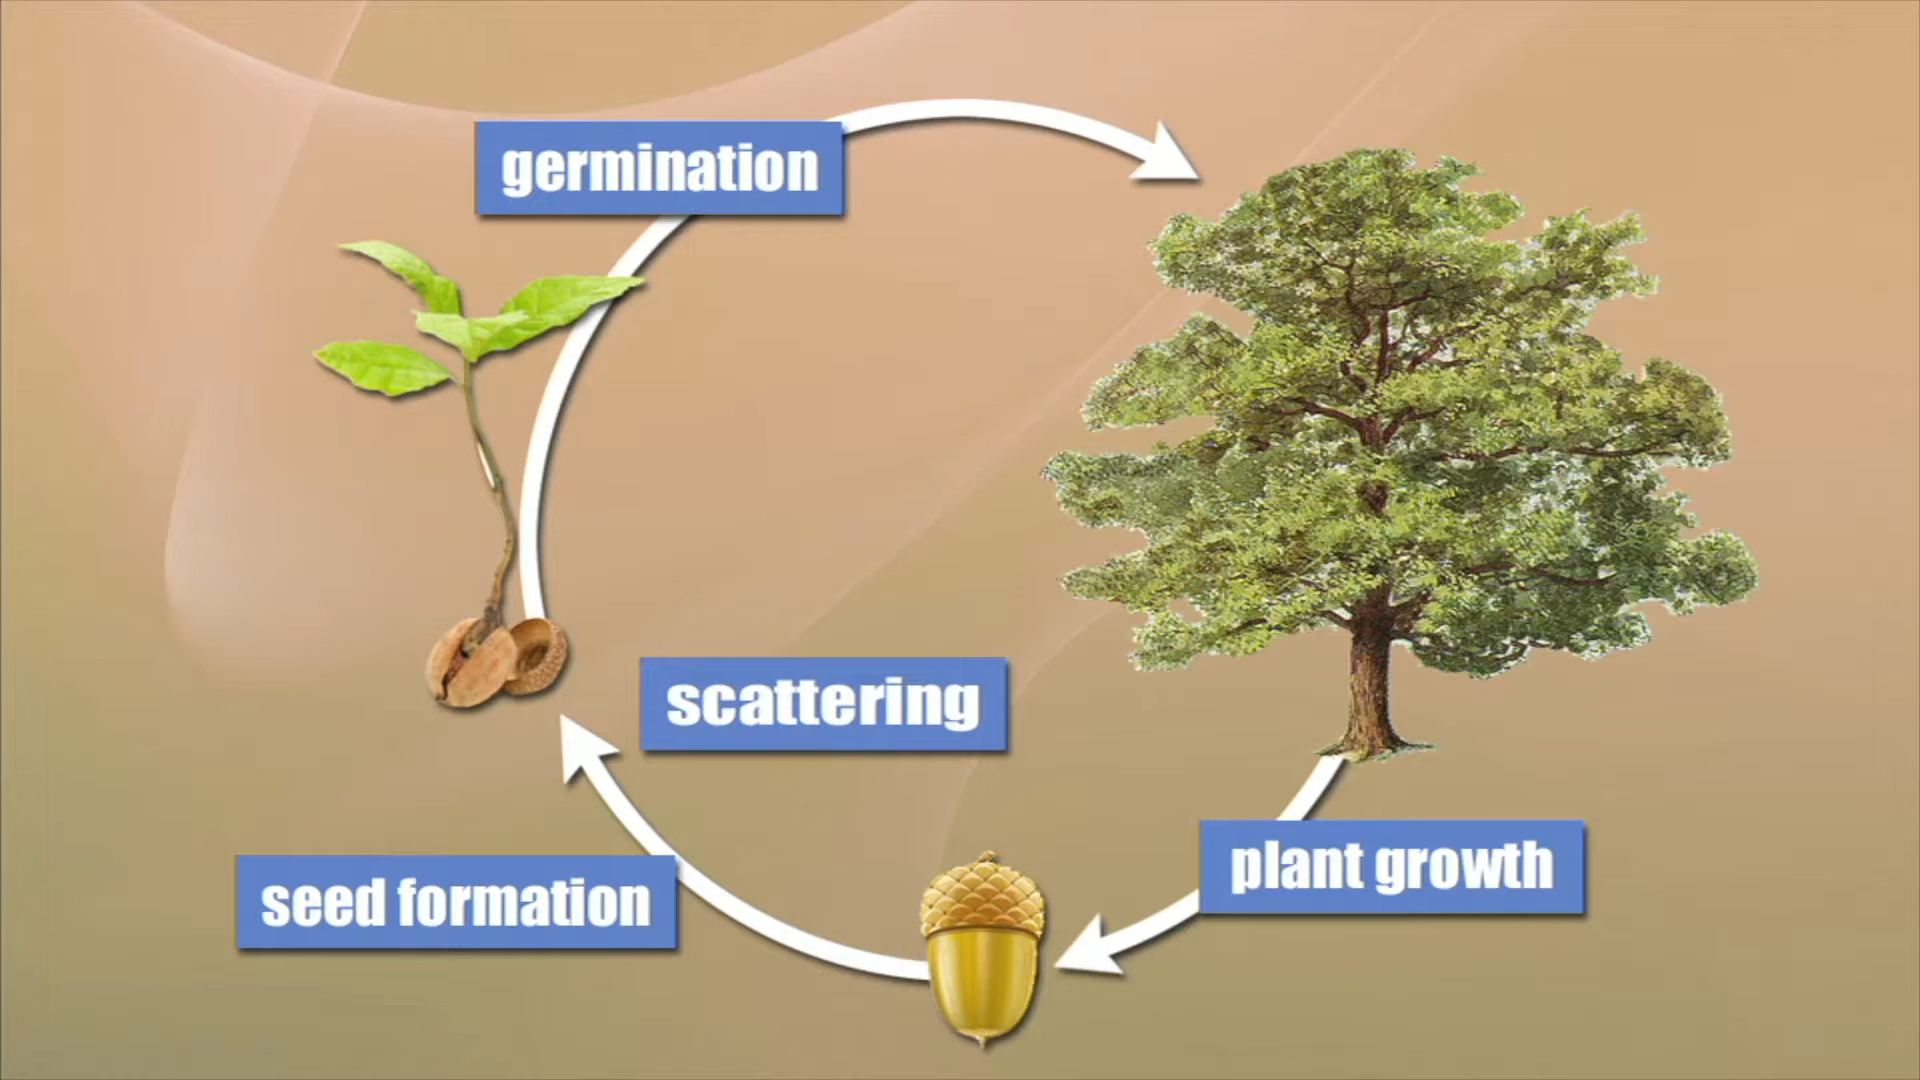 germination
scattering
plant growth
seed formation